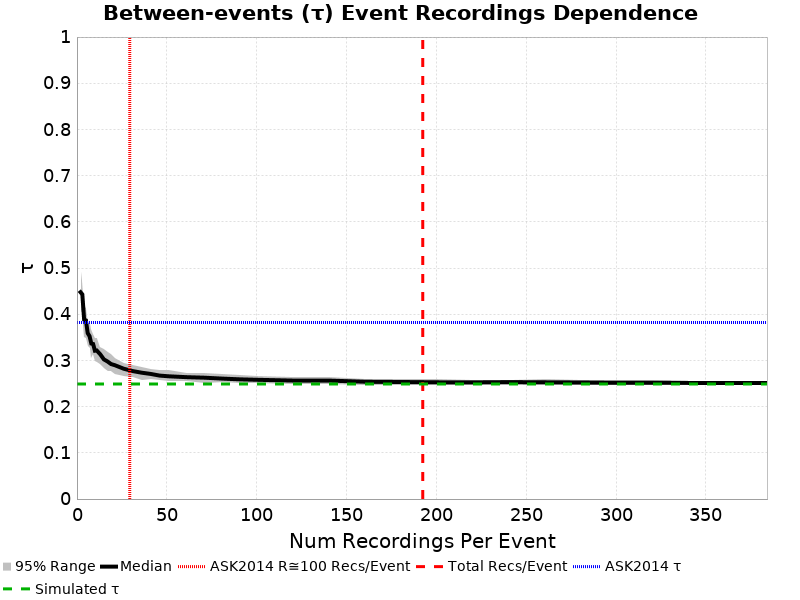 Between-events (τ) Event Recordings Dependence
1
0.9
0.8
0.7
0.6
0.5
0.4
0.3
0.2
0.1
0
τ
0 50 100 150 200 250 300 350
Num Recordings Per Event
95% Range Median ASK2014 R≅100 Recs/Event Total Recs/Event ASK2014 τ
Simulated τ